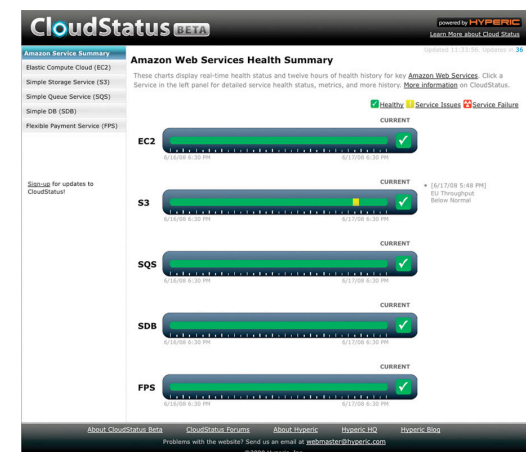 CloudStatus BETA
powered by HYPERIC
Learn More about Cloud Status
Updated 11:33:56, Updates in 36
Amazon Service Summary
Elastic Compute Cloud (EC2)
Simple Storage Service (S3)
Simple Queue Service (SQS)
Simple DB (SDB)
Flexible Payment Service (FPS)
Sign-up for updates to
CloudStatus!
Amazon Web Services Health Summary
These charts display real-time health status and twelve hours of health history for key Amazon Web Services. Click a
Service in the left panel for detailed service health status, metrics, and more history. More information on CloudStatus.
Healthy Service Issues Service Failure
CURRENT
EC2
6/16/08 6:30 PM 6/17/08 6:30 PM
CURRENT
S3
6/16/08 6:30 PM 6/17/08 6:30 PM
• [6/17/08 5:48 PM]
EU Throughput
Below Normal
CURRENT
SQS
6/16/08 6:30 PM 6/17/08 6:30 PM
CURRENT
SDB
6/16/08 6:30 PM 6/17/08 6:30 PM
CURRENT
FPS
6/16/08 6:30 PM 6/17/08 6:30 PM
About CloudStatus Beta CloudStatus Forums About Hyperic Hyperic HQ Hyperic Blog
Problems with the website? Send us an email at webmaster@hyperic.com